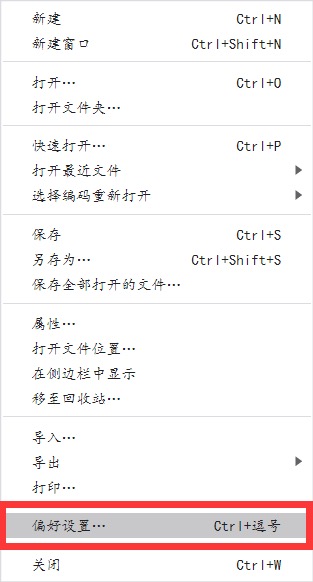 新建 Ctrl+N
新建窗口 Ctrl+Shift+N
打开… Ctrl+O
打开文件夹…
快速打开… Ctrl+P
打开最近文件
选择编码重新打开
保存 Ctrl+S
另存为… Ctrl+Shift+S
保存全部打开的文件…
属性…
打开文件位置…
在侧边栏中显示
移至回收站…
导入…
导出
打印…
偏好设置… Ctrl+逗号
关闭 Ctrl+W